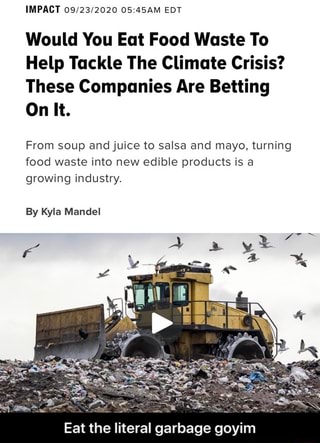 IMPACT 09/23/2020 05:45AM EDT
Would You Eat Food Waste To
Help Tackle The Climate Crisis?
These Companies Are Betting
On It.
From soup and juice to salsa and mayo, turning
food waste into new edible products is a
growing industry.
By Kyla Mandel
Eat the literal garbage goyim